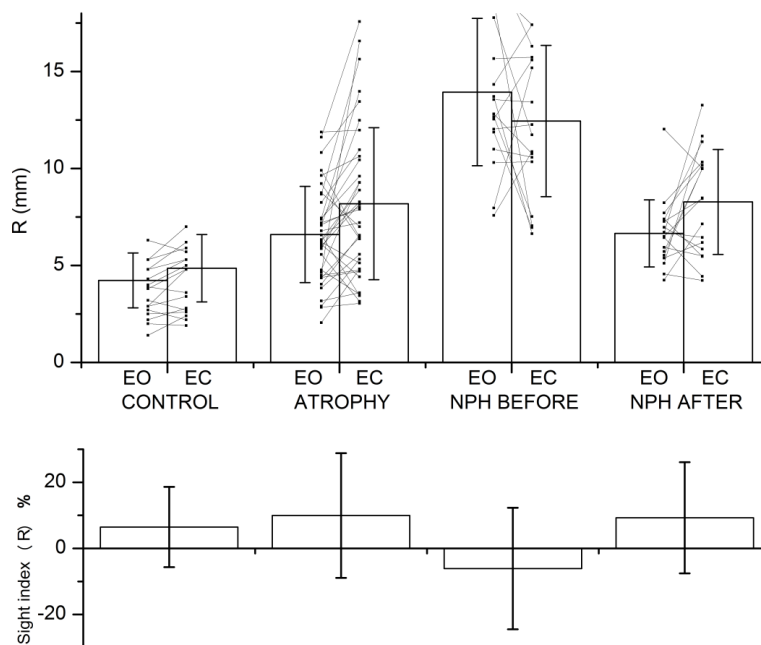 15
10
5
0
R (mm)
EO EC EO EC EO EC EO EC
CONTROL ATROPHY NPH BEFORE NPH AFTER
20
0
-20
Sight index ( R) %